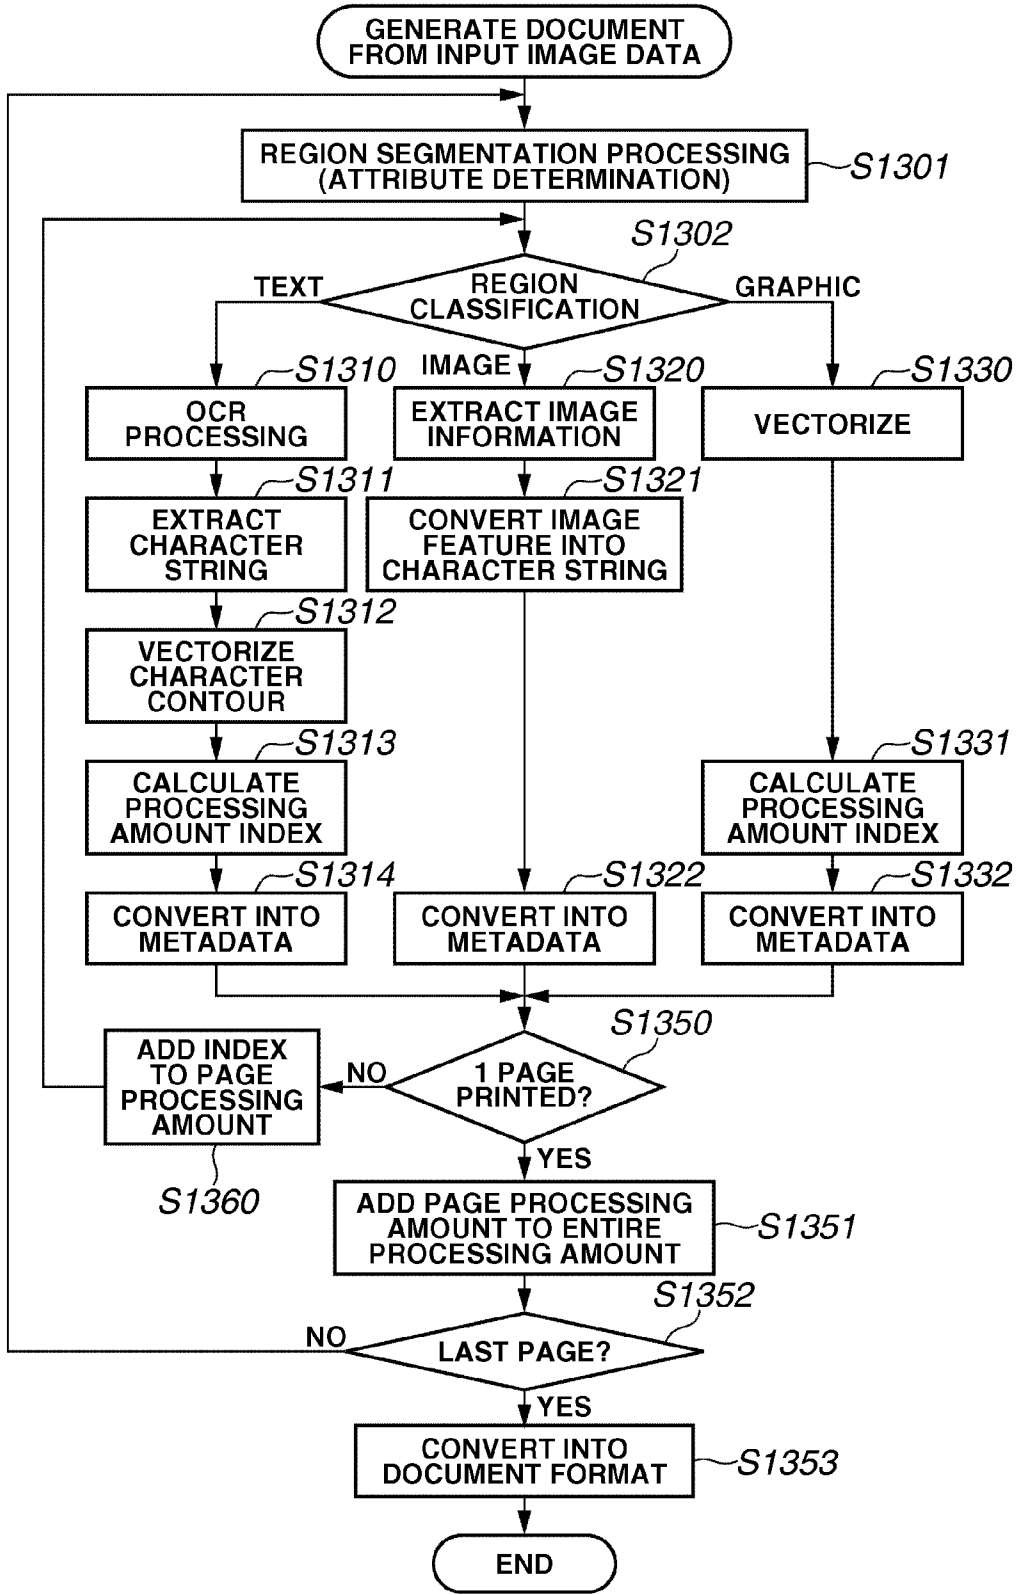 GENERATE DOCUMENT
FROM INPUT IMAGE DATA
REGION SEGMENTATION PROCESSING
(ATTRIBUTE DETERMINATION)
S1301
S1302
REGION
CLASSIFICATION
TEXT
GRAPHIC
IMAGE
S1310
OCR
PROCESSING
S1320
EXTRACT IMAGE
INFORMATION
S1330
VECTORIZE
S1311
EXTRACT
CHARACTER
STRING
S1321
CONVERT IMAGE
FEATURE INTO
CHARACTER STRING
S1312
VECTORIZE
CHARACTER
CONTOUR
S1313
CALCULATE
PROCESSING
AMOUNT INDEX
S1331
CALCULATE
PROCESSING
AMOUNT INDEX
S1314
CONVERT INTO
METADATA
S1322
CONVERT INTO
METADATA
S1332
CONVERT INTO
METADATA
S1350
1 PAGE
PRINTED?
NO
ADD INDEX
TO PAGE
PROCESSING
AMOUNT
S1360
YES
ADD PAGE PROCESSING
AMOUNT TO ENTIRE
PROCESSING AMOUNT
S1351
S1352
NO
LAST PAGE?
YES
CONVERT INTO
DOCUMENT FORMAT
S1353
END